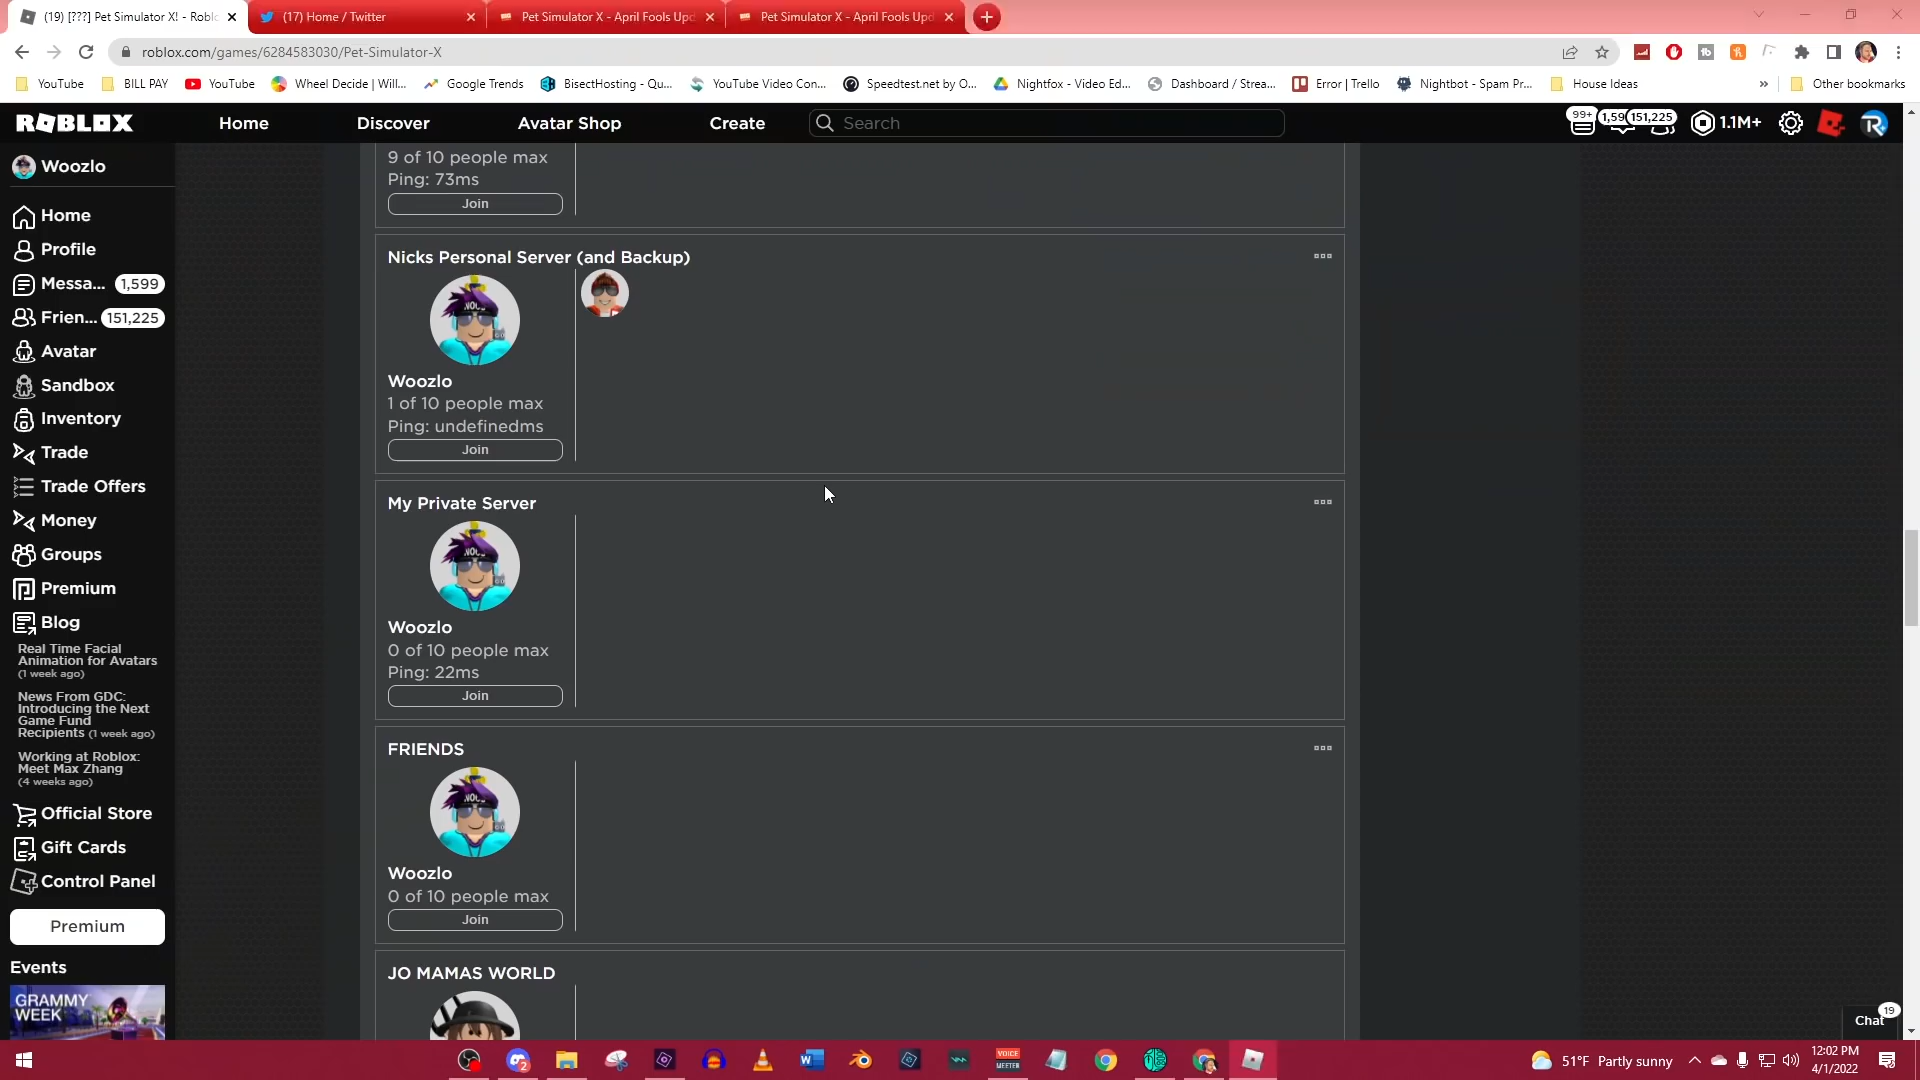 (19) [???] Pet Simulator X! - Roblo
(17) Home / Twitter
Pet Simulator X - April Fools Upd
Pet Simulator X - April Fools Upd
roblox.com/games/6284583030/Pet-Simulator-X
YouTube
BILL PAY
YouTube
Wheel Decide | Will...
Google Trends
BisectHosting - Qu...
YouTube Video Con...
Speedtest.net by O...
Nightfox - Video Ed...
Dashboard / Strea...
Error | Trello
Nightbot - Spam Pr...
House Ideas
»
Other bookmarks
ROBLOX
Home
Discover
Avatar Shop
Create
Search
99+
1,59
151,225
1.1M+
Woozlo
Home
Profile
Messa... 1,599
Frien... 151,225
Avatar
Sandbox
Inventory
Trade
Trade Offers
Money
Groups
Premium
Blog
Real Time Facial
Animation for Avatars
(1 week ago)
News From GDC:
Introducing the Next
Game Fund
Recipients (1 week ago)
Working at Roblox:
Meet Max Zhang
(4 weeks ago)
Official Store
Gift Cards
Control Panel
Premium
Events
GRAMMY
WEEK
9 of 10 people max
Ping: 73ms
Join
Nicks Personal Server (and Backup)
Woozlo
1 of 10 people max
Ping: undefinedms
Join
My Private Server
Woozlo
0 of 10 people max
Ping: 22ms
Join
FRIENDS
Woozlo
0 of 10 people max
Join
JO MAMAS WORLD
Chat
19
2
VOICE
MEETER
51°F Partly sunny
12:02 PM
4/1/2022